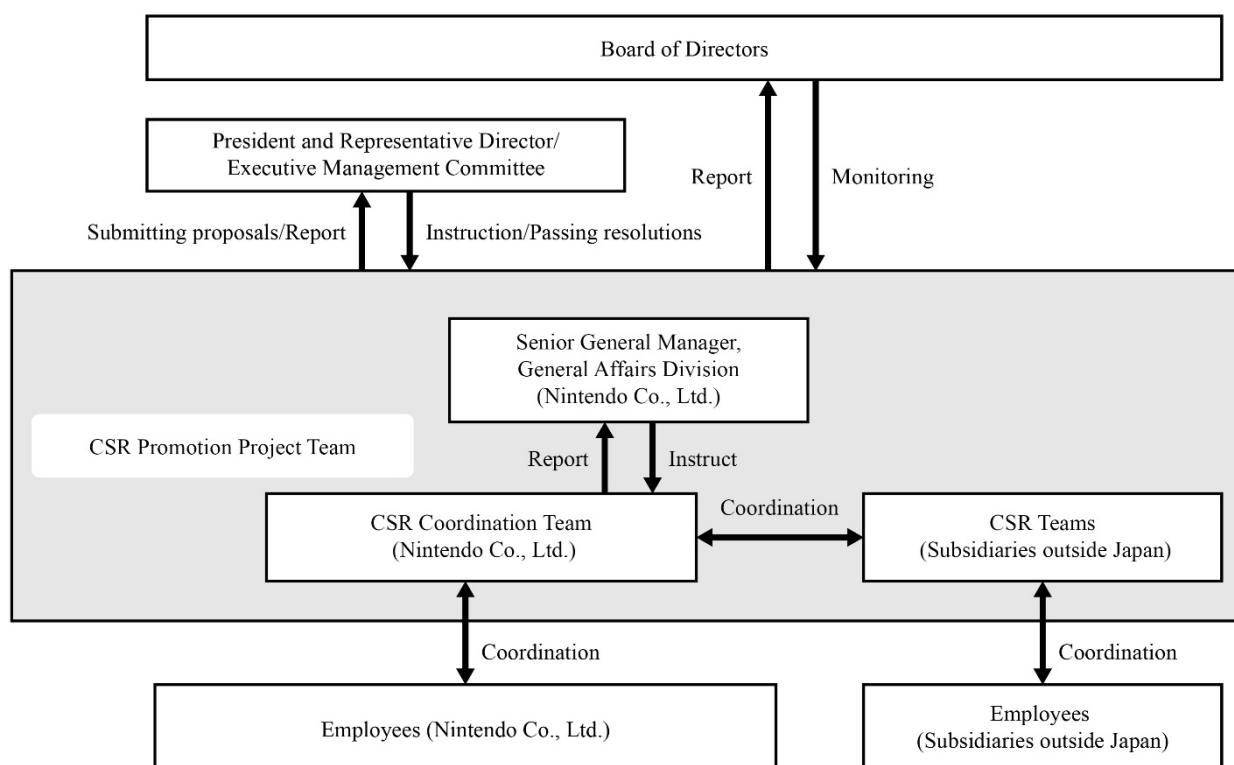 Board of Directors
President and Representative Director/
Executive Management Committee
Report
Monitoring
Submitting proposals/Report
Instruction/Passing resolutions
Senior General Manager,
General Affairs Division
(Nintendo Co., Ltd.)
CSR Promotion Project Team
Report
Instruct
CSR Coordination Team
(Nintendo Co., Ltd.)
Coordination
CSR Teams
(Subsidiaries outside Japan)
Coordination
Coordination
Employees (Nintendo Co., Ltd.)
Employees
(Subsidiaries outside Japan)